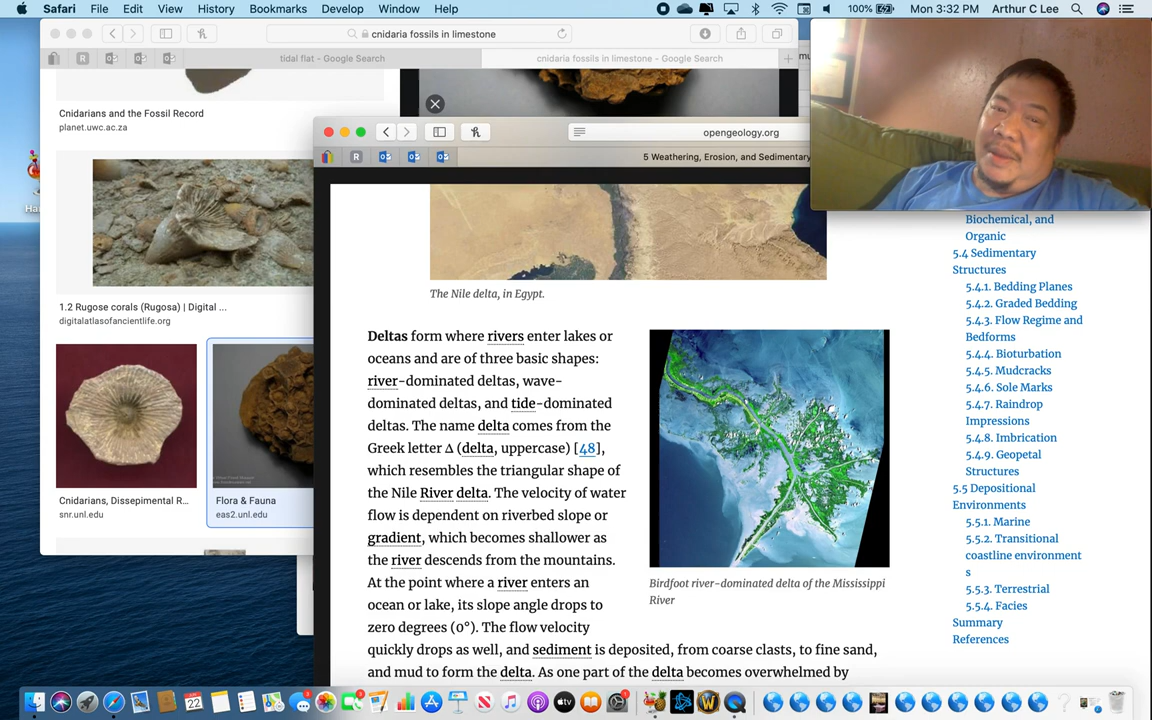 Safari File Edit View History Bookmarks Develop Window Help
100% Mon 3:32 PM Arthur C Lee
cnidaria fossils in limestone
tidal flat - Google Search
cnidaria fossils in limestone - Google Search
Cnidarians and the Fossil Record
planet.uwc.ac.za
1.2 Rugose corals (Rugosa) | Digital ...
digitalatlasofancientlife.org
Cnidarians, Dissepimental R...
snr.unl.edu
Flora & Fauna
eas2.unl.edu
opengeology.org
5 Weathering, Erosion, and Sedimentary
The Nile delta, in Egypt.
Deltas form where rivers enter lakes or
oceans and are of three basic shapes:
river-dominated deltas, wave-
dominated deltas, and tide-dominated
deltas. The name delta comes from the
Greek letter Δ (delta, uppercase) [48],
which resembles the triangular shape of
the Nile River delta. The velocity of water
flow is dependent on riverbed slope or
gradient, which becomes shallower as
the river descends from the mountains.
At the point where a river enters an
ocean or lake, its slope angle drops to
zero degrees (0°). The flow velocity
quickly drops as well, and sediment is deposited, from coarse clasts, to fine sand,
and mud to form the delta. As one part of the delta becomes overwhelmed by
Birdfoot river-dominated delta of the Mississippi
River
Biochemical, and
Organic
5.4 Sedimentary
Structures
5.4.1. Bedding Planes
5.4.2. Graded Bedding
5.4.3. Flow Regime and
Bedforms
5.4.4. Bioturbation
5.4.5. Mudcracks
5.4.6. Sole Marks
5.4.7. Raindrop
Impressions
5.4.8. Imbrication
5.4.9. Geopetal
Structures
5.5 Depositional
Environments
5.5.1. Marine
5.5.2. Transitional
coastline environment
s
5.5.3. Terrestrial
5.5.4. Facies
Summary
References